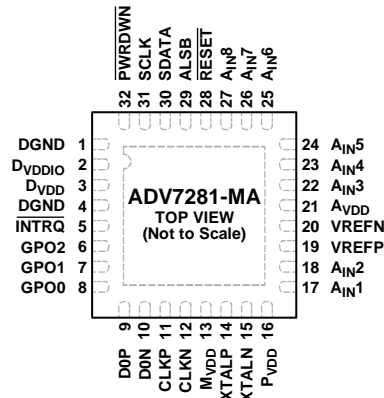 PWRDWN
SCLK
SDATA
ALSB
RESET
AIN8
AIN7
AIN6
32 31 30 29 28 27 26 25
DGND 1
DVDDIO 2
DVDD 3
DGND 4
INTRQ 5
GPO2 6
GPO1 7
GPO0 8
ADV7281-MA
TOP VIEW
(Not to Scale)
24 AIN5
23 AIN4
22 AIN3
21 AVDD
20 VREFN
19 VREFP
18 AIN2
17 AIN1
9 10 11 12 13 14 15 16
D0P
D0N
CLKP
CLKN
MVDD
XTALP
XTALN
PVDD